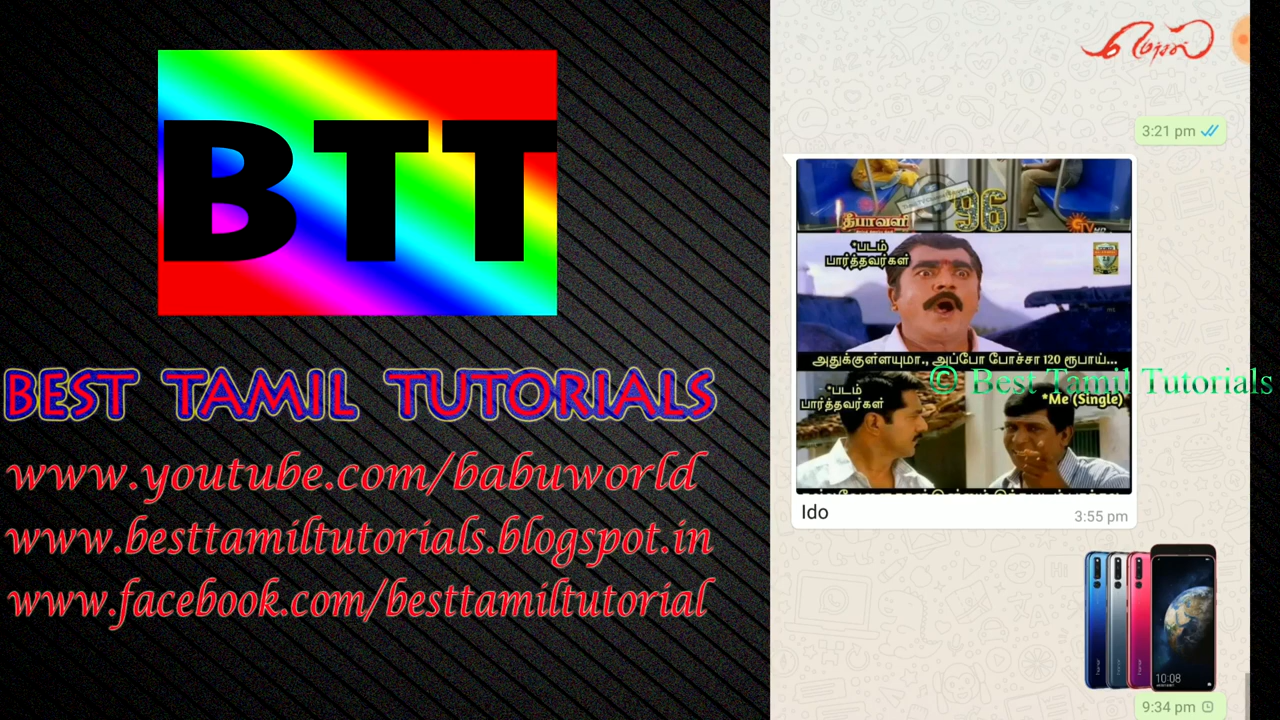 BTT
BEST TAMIL TUTORIALS
www.youtube.com/babuworld
www.besttamiltutorials.blogspot.in
www.facebook.com/besttamiltutorial
மெர்சல்
3:21 pm
தீபாவளி
96
*படம்
பார்த்தவர்கள்
அதுக்குள்ளயுமா., அப்போ போச்சா 120 ரூபாய்...
© Best Tamil Tutorials
*படம்
பார்த்தவர்கள்
*Me (Single)
Ido
3:55 pm
10:08
9:34 pm